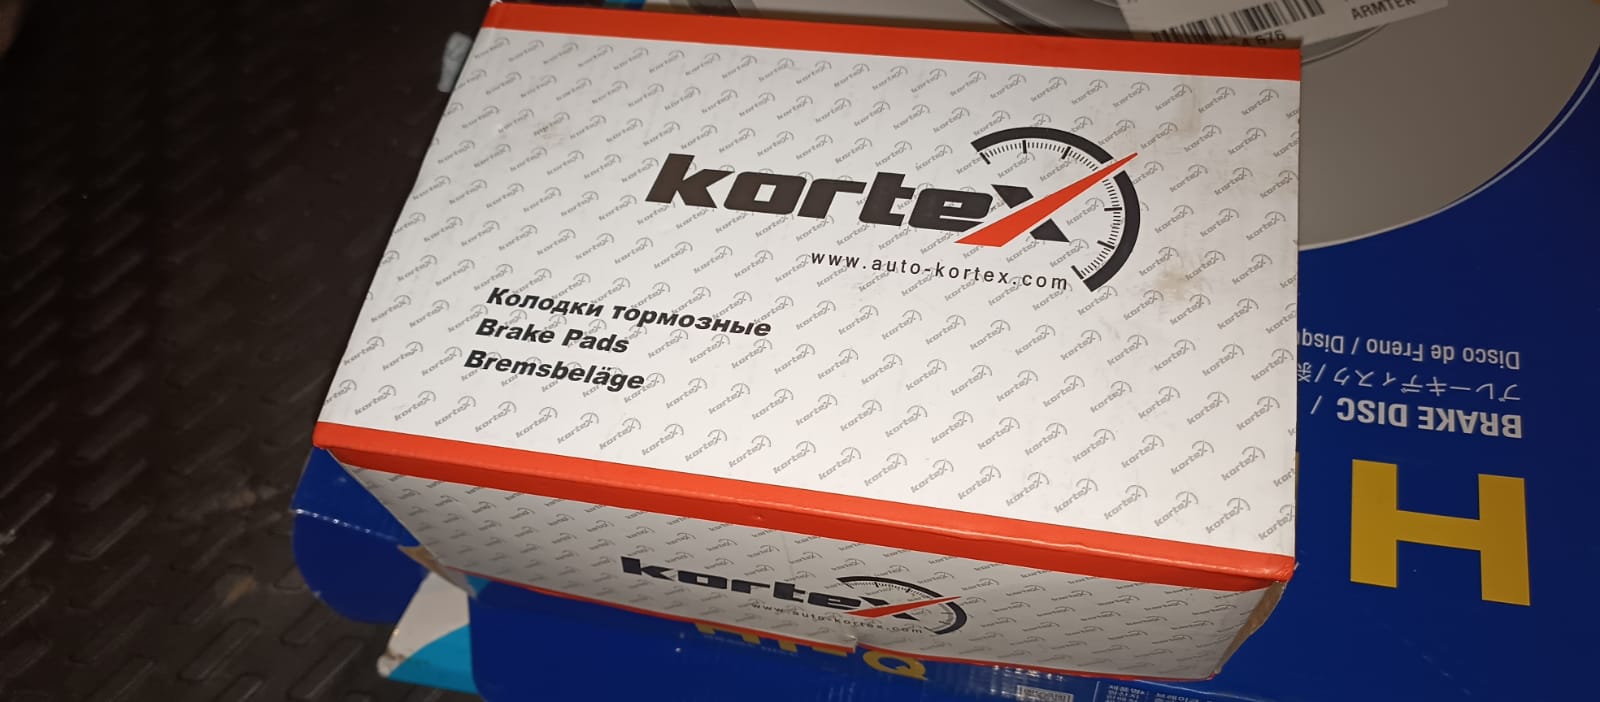 kortex
www.auto-kortex.com
Колодки тормозные
Brake Pads
Bremsbeläge
kortex
www.auto-kortex.com
ARMTEK
Disco de Freno /
ブレーキディスク /
BRAKE DISC /
H
Q